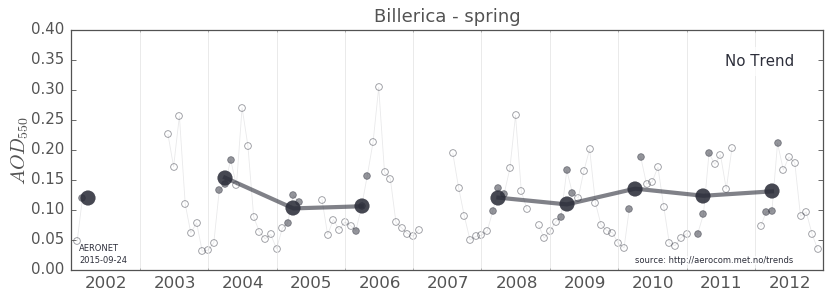 Billerica - spring
0.40
0.35
0.30
0.25
0.20
0.15
0.10
0.05
0.00
AOD550
No Trend
AERONET
2015-09-24
source: http://aerocom.met.no/trends
2002 2003 2004 2005 2006 2007 2008 2009 2010 2011 2012